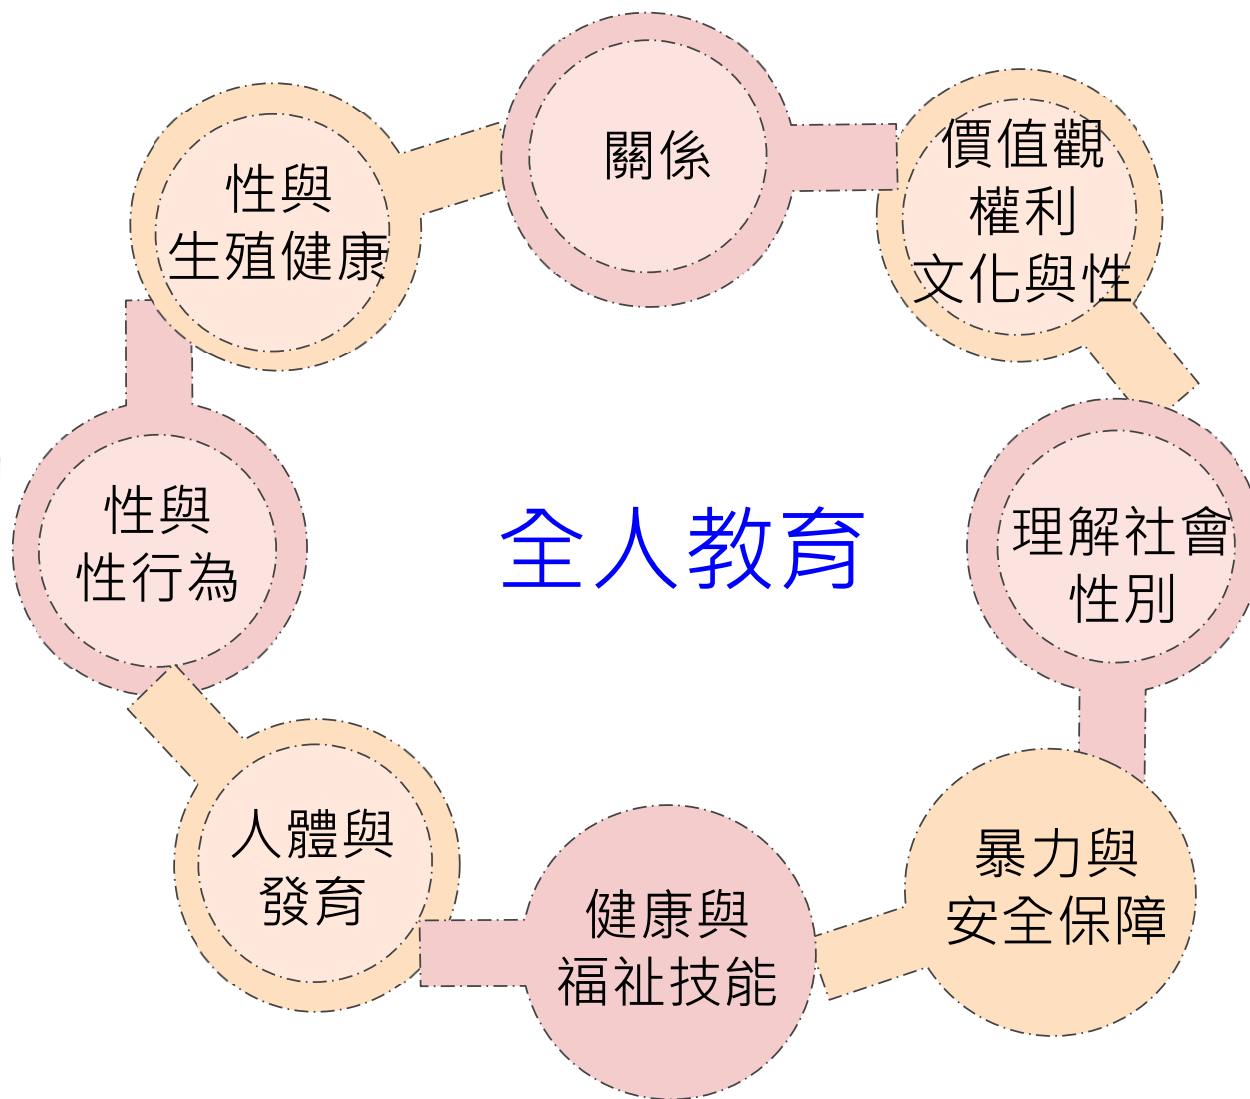 關係
價值觀
權利
文化與性
性與
生殖健康
性與
性行為
全人教育
理解社會
性別
人體與
發育
健康與
福祉技能
暴力與
安全保障